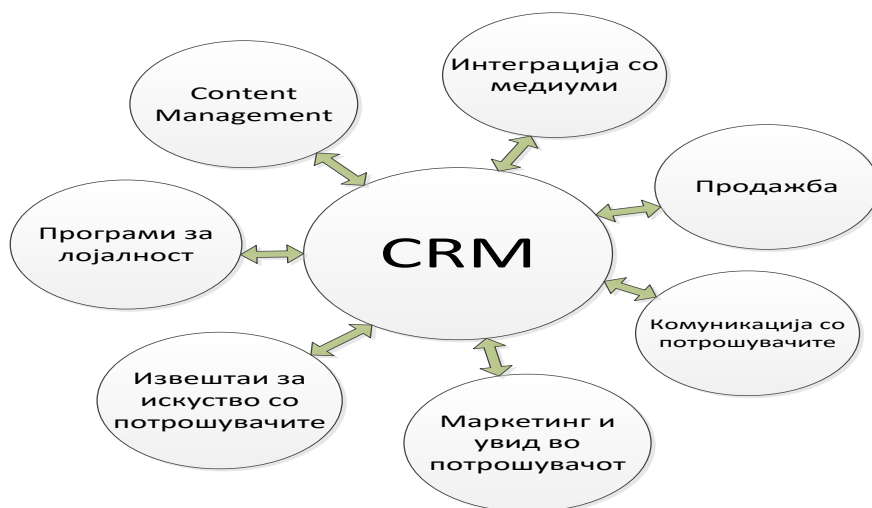 Content
Management
Интеграција со
медиуми
Продажба
Програми за
лојалност
CRM
Комуникација со
потрошувачите
Извештаи за
искуство со
потрошувачите
Маркетинг и
увид во
потрошувачот